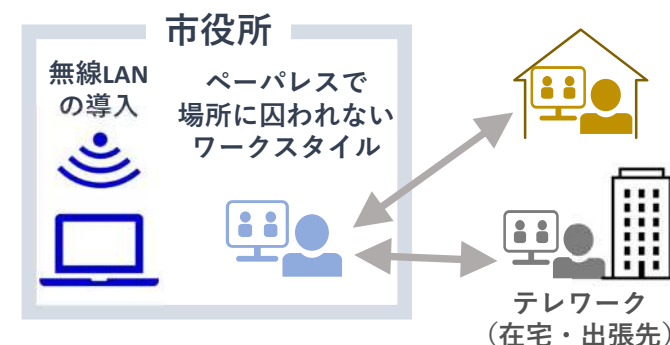 市役所
無線LAN
の導入
ペーパレスで
場所に囚われない
ワークスタイル
テレワーク
（在宅・出張先）